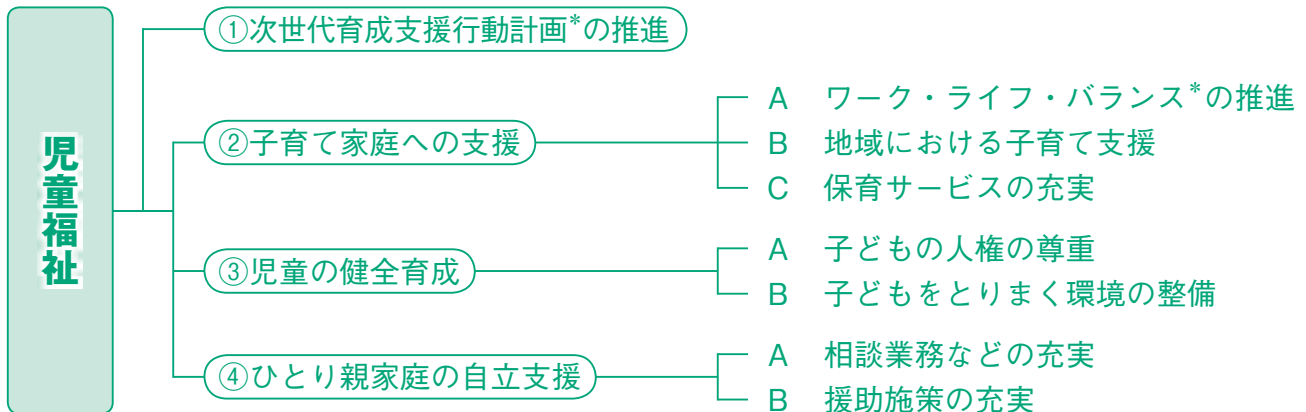 児童福祉
①次世代育成支援行動計画*の推進
②子育て家庭への支援
A ワーク・ライフ・バランス*の推進
B 地域における子育て支援
C 保育サービスの充実
③児童の健全育成
A 子どもの人権の尊重
B 子どもをとりまく環境の整備
④ひとり親家庭の自立支援
A 相談業務などの充実
B 援助施策の充実